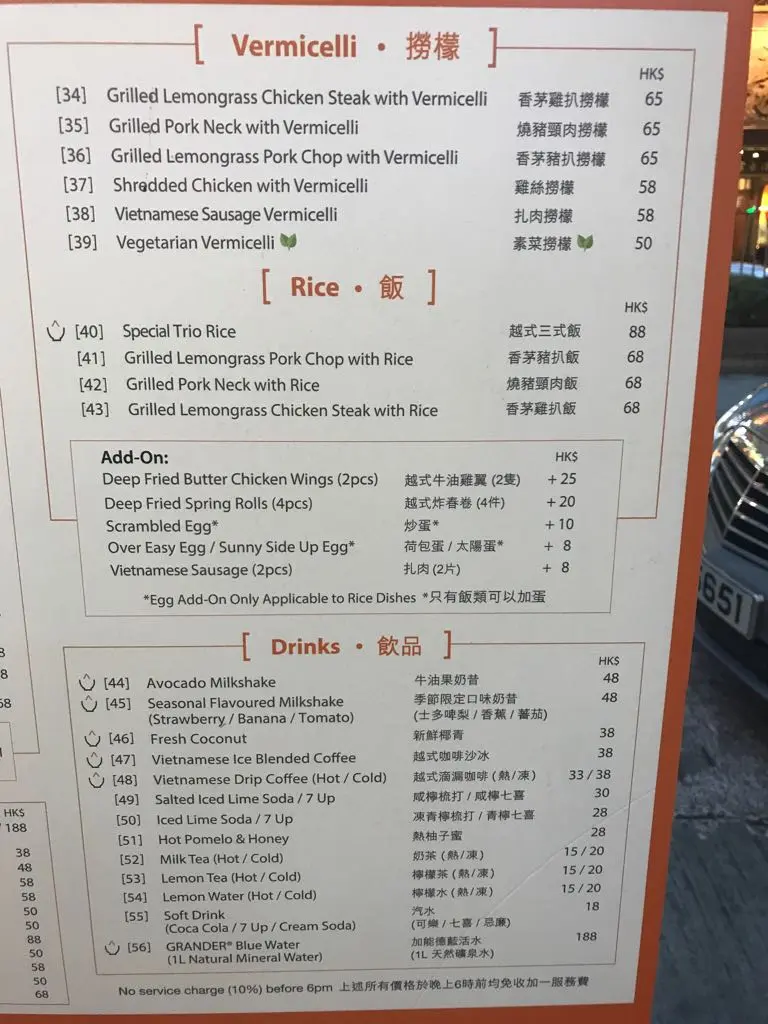 [ Vermicelli • 撈檬 ]
HK$
[34] Grilled Lemongrass Chicken Steak with Vermicelli 香茅雞扒撈檬 65
[35] Grilled Pork Neck with Vermicelli 燒豬頸肉撈檬 65
[36] Grilled Lemongrass Pork Chop with Vermicelli 香茅豬扒撈檬 65
[37] Shredded Chicken with Vermicelli 雞絲撈檬 58
[38] Vietnamese Sausage Vermicelli 扎肉撈檬 58
[39] Vegetarian Vermicelli 素菜撈檬 50
[ Rice • 飯 ]
HK$
[40] Special Trio Rice 越式三式飯 88
[41] Grilled Lemongrass Pork Chop with Rice 香茅豬扒飯 68
[42] Grilled Pork Neck with Rice 燒豬頸肉飯 68
[43] Grilled Lemongrass Chicken Steak with Rice 香茅雞扒飯 68
Add-On: HK$
Deep Fried Butter Chicken Wings (2pcs) 越式牛油雞翼 (2隻) + 25
Deep Fried Spring Rolls (4pcs) 越式炸春卷 (4件) + 20
Scrambled Egg* 炒蛋* + 10
Over Easy Egg / Sunny Side Up Egg* 荷包蛋 / 太陽蛋* + 8
Vietnamese Sausage (2pcs) 扎肉 (2片) + 8
*Egg Add-On Only Applicable to Rice Dishes *只有飯類可以加蛋
[ Drinks • 飲品 ]
HK$
[44] Avocado Milkshake 牛油果奶昔 48
[45] Seasonal Flavoured Milkshake 季節限定口味奶昔 48
(Strawberry / Banana / Tomato) (士多啤梨 / 香蕉 / 蕃茄)
[46] Fresh Coconut 新鮮椰青 38
[47] Vietnamese Ice Blended Coffee 越式咖啡沙冰 38
[48] Vietnamese Drip Coffee (Hot / Cold) 越式滴漏咖啡 (熱/凍) 33 / 38
[49] Salted Iced Lime Soda / 7 Up 咸檸梳打 / 咸檸七喜 30
[50] Iced Lime Soda / 7 Up 凍青檸梳打 / 青檸七喜 28
[51] Hot Pomelo & Honey 熱柚子蜜 28
[52] Milk Tea (Hot / Cold) 奶茶 (熱/凍) 15 / 20
[53] Lemon Tea (Hot / Cold) 檸檬茶 (熱/凍) 15 / 20
[54] Lemon Water (Hot / Cold) 檸檬水 (熱/凍) 15 / 20
[55] Soft Drink 汽水 18
(Coca Cola / 7 Up / Cream Soda) (可樂 / 七喜 / 忌廉)
[56] GRANDER® Blue Water 加能德藍活水 188
(1L Natural Mineral Water) (1L 天然礦泉水)
No service charge (10%) before 6pm 上述所有價格於晚上6時前均免收加一服務費
8
8
68
HK$
/ 188
38
48
58
58
50
50
88
50
58
50
68
651